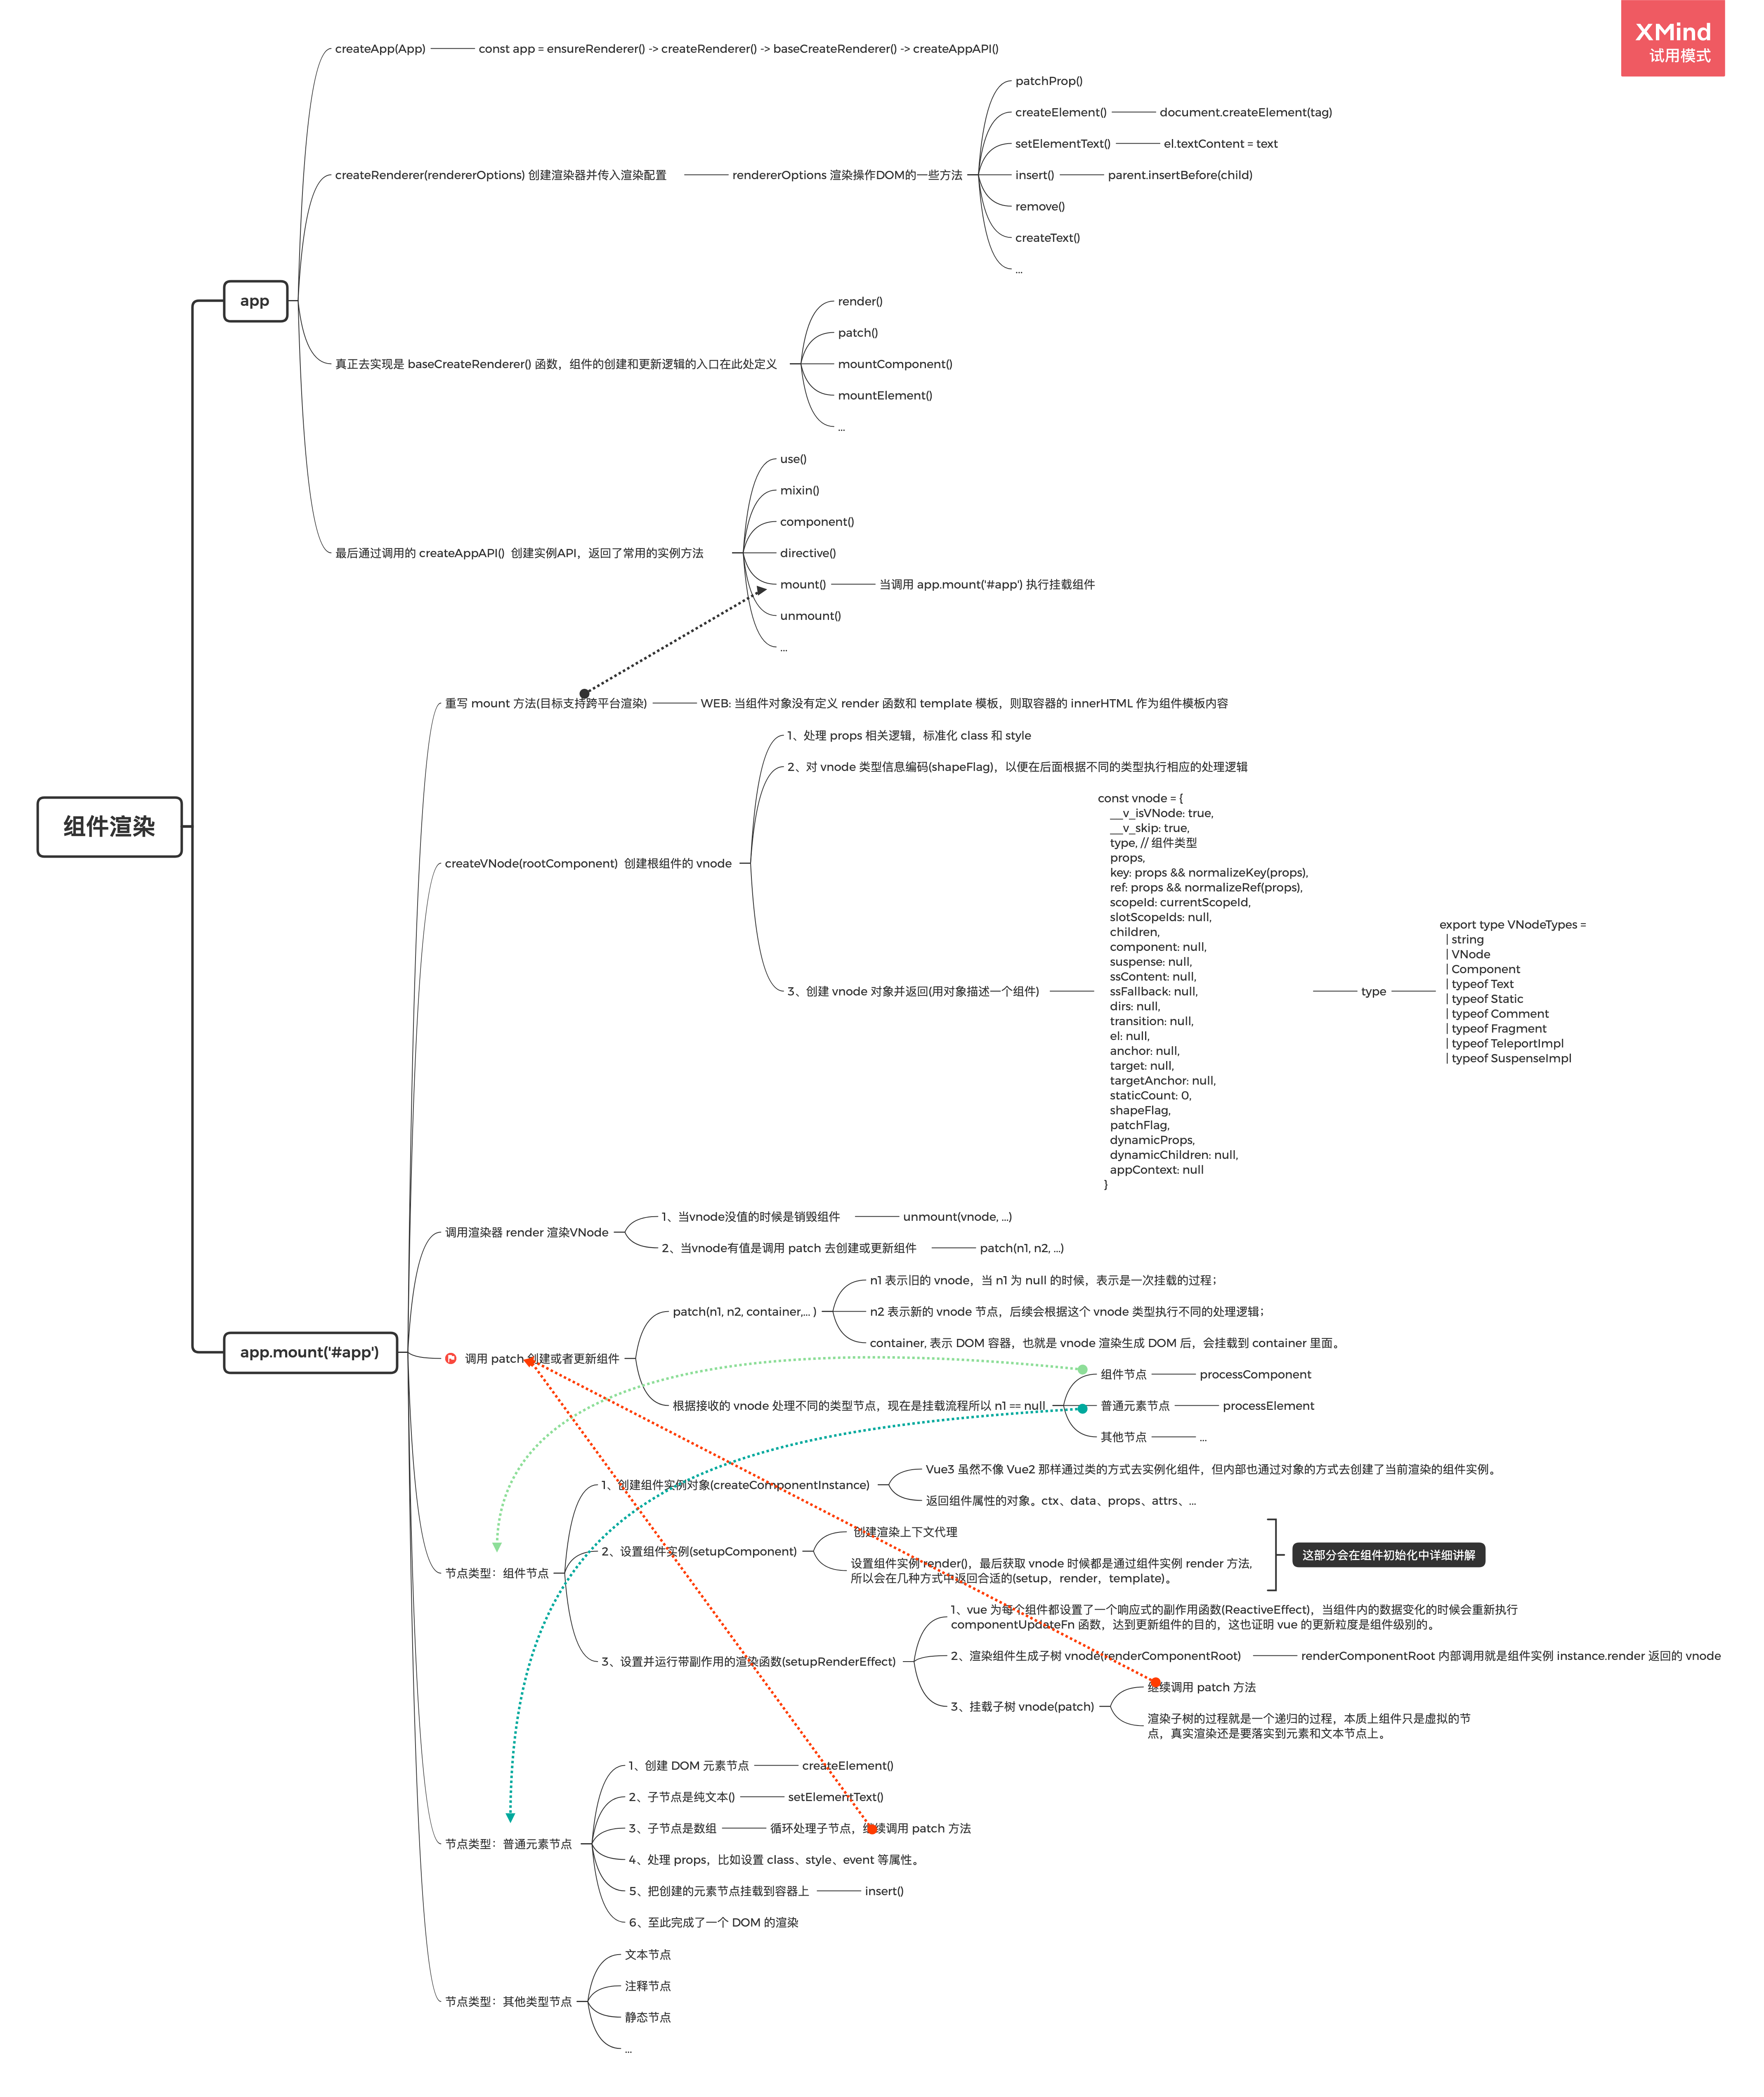 XMind
试用模式
组件渲染
app
createApp(App)
const app = ensureRenderer() -> createRenderer() -> baseCreateRenderer() -> createAppAPI()
createRenderer(rendererOptions) 创建渲染器并传入渲染配置
rendererOptions 渲染操作DOM的一些方法
patchProp()
createElement()
document.createElement(tag)
setElementText()
el.textContent = text
insert()
parent.insertBefore(child)
remove()
createText()
...
真正去实现是 baseCreateRenderer() 函数，组件的创建和更新逻辑的入口在此处定义
render()
patch()
mountComponent()
mountElement()
...
最后通过调用的 createAppAPI() 创建实例API，返回了常用的实例方法
use()
mixin()
component()
directive()
mount()
当调用 app.mount('#app') 执行挂载组件
unmount()
...
app.mount('#app')
重写 mount 方法(目标支持跨平台渲染)
WEB: 当组件对象没有定义 render 函数和 template 模板，则取容器的 innerHTML 作为组件模板内容
createVNode(rootComponent) 创建根组件的 vnode
1、处理 props 相关逻辑，标准化 class 和 style
2、对 vnode 类型信息编码(shapeFlag)，以便在后面根据不同的类型执行相应的处理逻辑
3、创建 vnode 对象并返回(用对象描述一个组件)
const vnode = {
__v_isVNode: true,
__v_skip: true,
type, // 组件类型
props,
key: props && normalizeKey(props),
ref: props && normalizeRef(props),
scopeId: currentScopeId,
slotScopeIds: null,
children,
component: null,
suspense: null,
ssContent: null,
ssFallback: null,
dirs: null,
transition: null,
el: null,
anchor: null,
target: null,
targetAnchor: null,
staticCount: 0,
shapeFlag,
patchFlag,
dynamicProps,
dynamicChildren: null,
appContext: null
}
type
export type VNodeTypes =
| string
| VNode
| Component
| typeof Text
| typeof Static
| typeof Comment
| typeof Fragment
| typeof TeleportImpl
| typeof SuspenseImpl
调用渲染器 render 渲染VNode
1、当vnode没值的时候是销毁组件
unmount(vnode, ...)
2、当vnode有值是调用 patch 去创建或更新组件
patch(n1, n2, ...)
调用 patch 创建或者更新组件
patch(n1, n2, container,... )
n1 表示旧的 vnode，当 n1 为 null 的时候，表示是一次挂载的过程；
n2 表示新的 vnode 节点，后续会根据这个 vnode 类型执行不同的处理逻辑；
container, 表示 DOM 容器，也就是 vnode 渲染生成 DOM 后，会挂载到 container 里面。
根据接收的 vnode 处理不同的类型节点，现在是挂载流程所以 n1 == null
组件节点
processComponent
普通元素节点
processElement
其他节点
...
节点类型：组件节点
1、创建组件实例对象(createComponentInstance)
Vue3 虽然不像 Vue2 那样通过类的方式去实例化组件，但内部也通过对象的方式去创建了当前渲染的组件实例。
返回组件属性的对象。ctx、data、props、attrs、...
2、设置组件实例(setupComponent)
创建渲染上下文代理
设置组件实例 render()，最后获取 vnode 时候都是通过组件实例 render 方法,
所以会在几种方式中返回合适的(setup，render，template)。
这部分会在组件初始化中详细讲解
3、设置并运行带副作用的渲染函数(setupRenderEffect)
1、vue 为每个组件都设置了一个响应式的副作用函数(ReactiveEffect)，当组件内的数据变化的时候会重新执行
componentUpdateFn 函数，达到更新组件的目的，这也证明 vue 的更新粒度是组件级别的。
2、渲染组件生成子树 vnode(renderComponentRoot)
renderComponentRoot 内部调用就是组件实例 instance.render 返回的 vnode
3、挂载子树 vnode(patch)
继续调用 patch 方法
渲染子树的过程就是一个递归的过程，本质上组件只是虚拟的节
点，真实渲染还是要落实到元素和文本节点上。
节点类型：普通元素节点
1、创建 DOM 元素节点
createElement()
2、子节点是纯文本()
setElementText()
3、子节点是数组
循环处理子节点，继续调用 patch 方法
4、处理 props，比如设置 class、style、event 等属性。
5、把创建的元素节点挂载到容器上
insert()
6、至此完成了一个 DOM 的渲染
节点类型：其他类型节点
文本节点
注释节点
静态节点
...